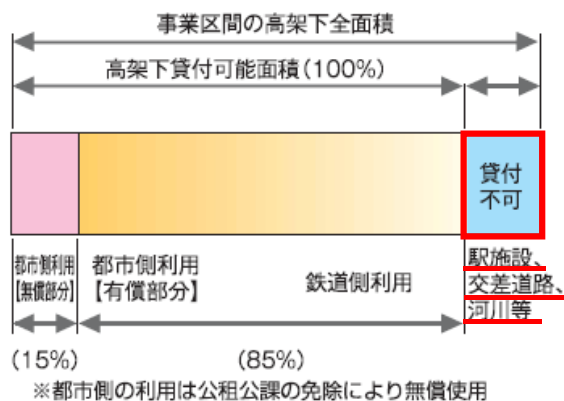 事業区間の高架下全面積
高架下貸付可能面積（100%）
貸付
不可
都市側利用
【無償部分】
都市側利用
【有償部分】
鉄道側利用
駅施設、
交差道路、
河川等
（15%）
（85%）
※都市側の利用は公租公課の免除により無償使用